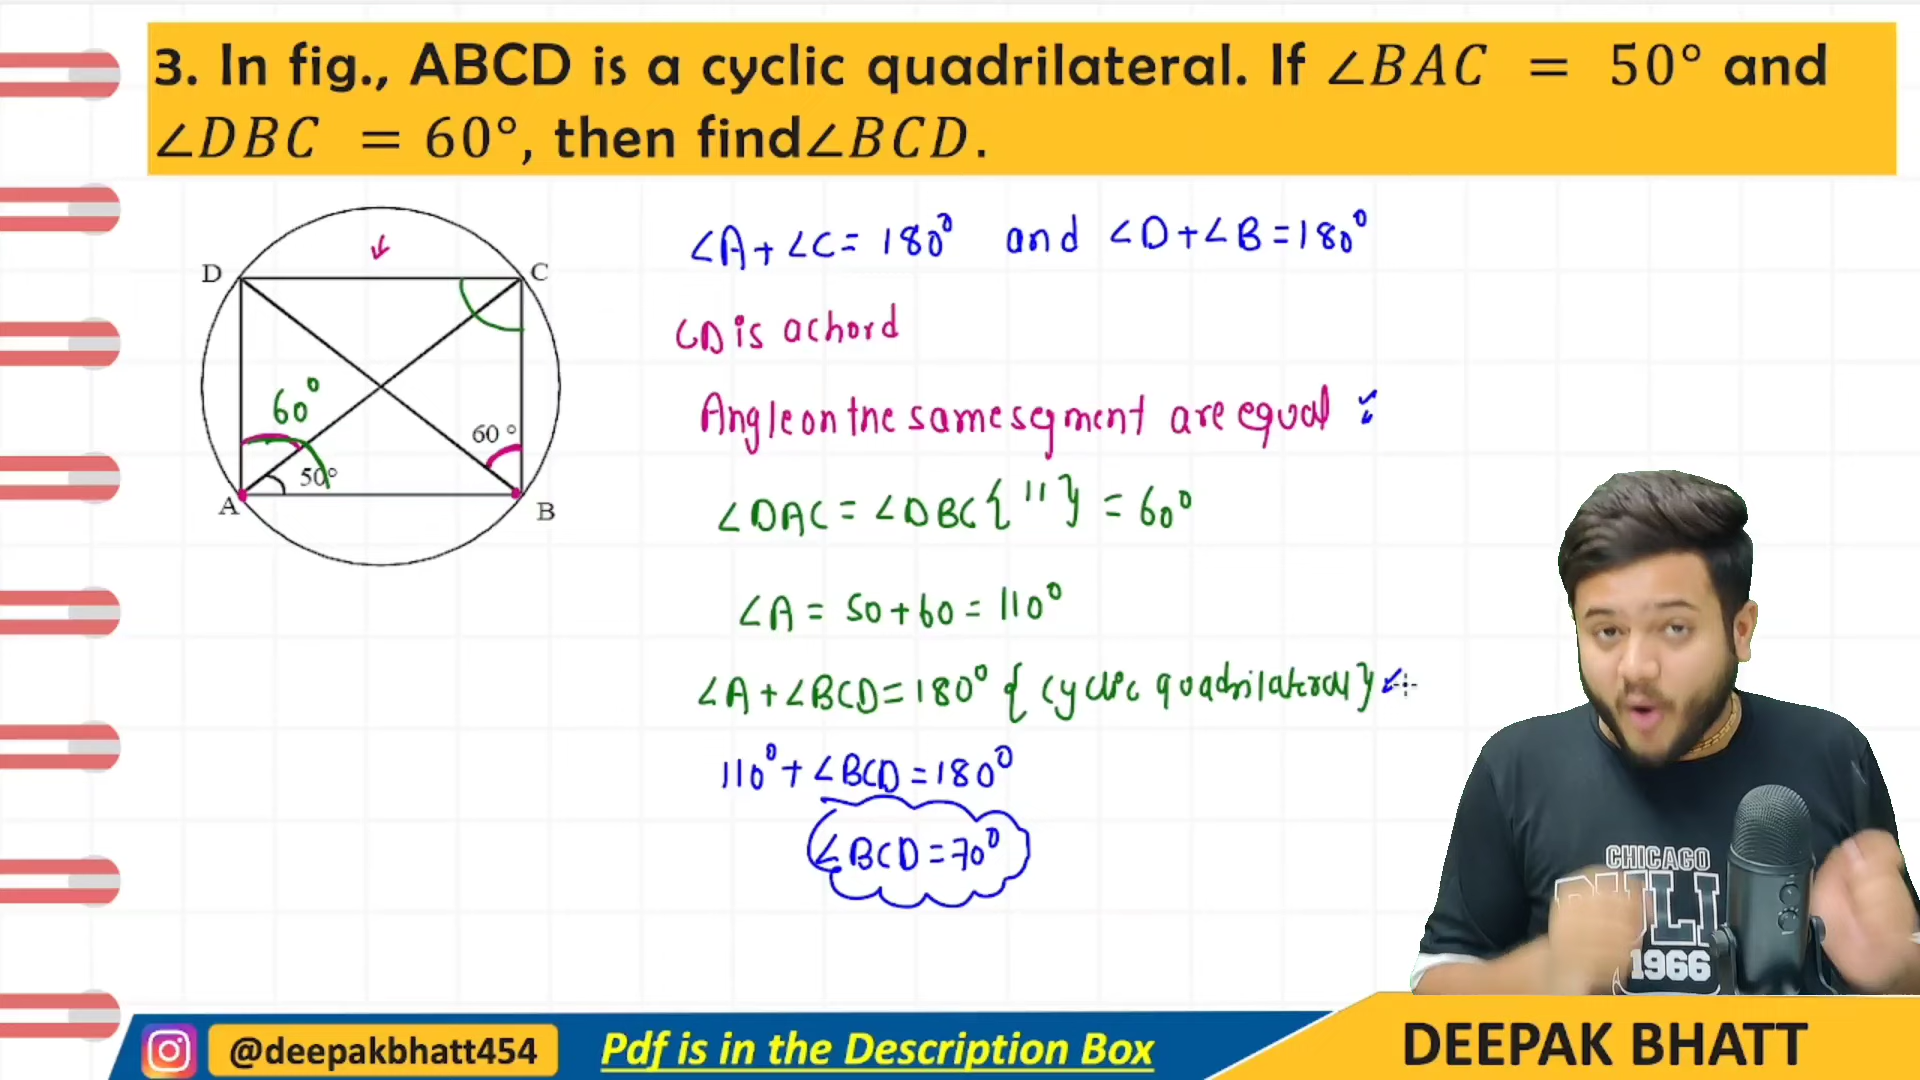 3. In fig., ABCD is a cyclic quadrilateral. If ∠BAC = 50° and
∠DBC = 60°, then find∠BCD.
D
C
60°
60 °
50°
A
B
∠A+∠C= 180° and ∠D+∠B=180°
CD is a chord
Angle on the same segment are equal
∠DAC = ∠DBC { " } = 60°
∠A = 50+60 = 110°
∠A+∠BCD=180° { cyclic quadrilateral }
110°+∠BCD=180°
∠BCD=70°
CHICAGO
1966
@deepakbhatt454
Pdf is in the Description Box
DEEPAK BHATT